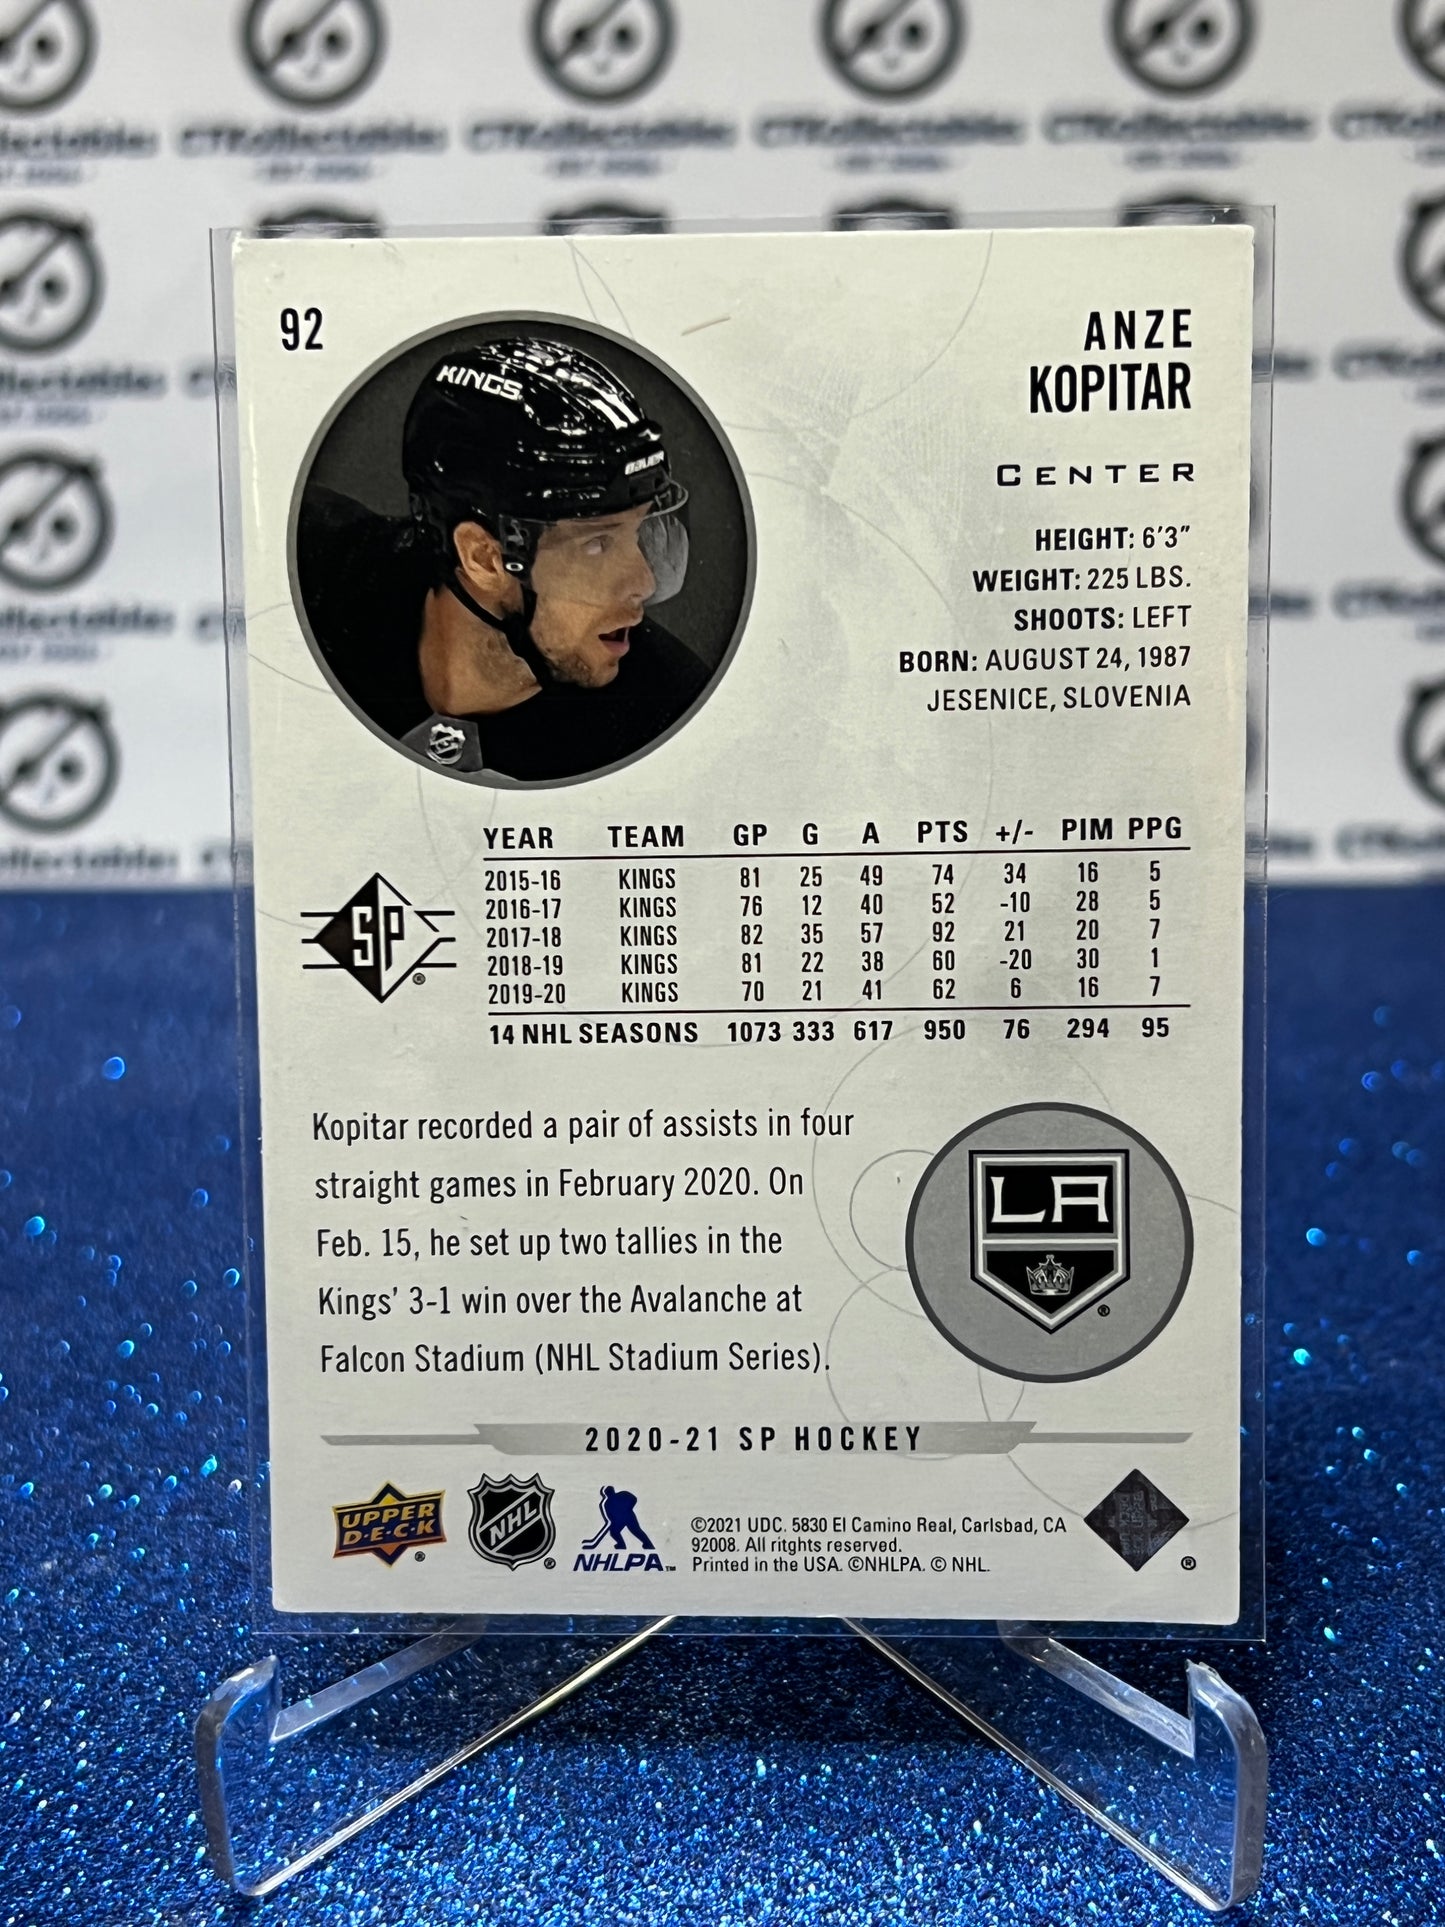 92
ANZE
KOPITAR
CENTER
HEIGHT: 6'3"
WEIGHT: 225 LBS.
SHOOTS: LEFT
BORN: AUGUST 24, 1987
JESENICE, SLOVENIA
KINGS
BAUER
YEAR TEAM GP G A PTS +/- PIM PPG
2015-16 KINGS 81 25 49 74 34 16 5
2016-17 KINGS 76 12 40 52 -10 28 5
2017-18 KINGS 82 35 57 92 21 20 7
2018-19 KINGS 81 22 38 60 -20 30 1
2019-20 KINGS 70 21 41 62 6 16 7
14 NHL SEASONS 1073 333 617 950 76 294 95
SP ®
Kopitar recorded a pair of assists in four
straight games in February 2020. On
Feb. 15, he set up two tallies in the
Kings' 3-1 win over the Avalanche at
Falcon Stadium (NHL Stadium Series).
LA ®
2020-21 SP HOCKEY
UPPER
D·E·C·K ®
NHL ®
NHLPA™
©2021 UDC. 5830 El Camino Real, Carlsbad, CA
92008. All ritghts reserved.
Printed in the USA. ©NHLPA. © NHL.
®